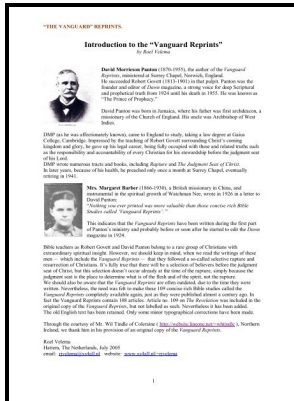 "THE VANGUARD" REPRINTS.
Introduction to the "Vanguard Reprints"
by Roel Velema
David Morrieson Panton (1870-1955), the author of the Vanguard
Reprints, ministered at Surrey Chapel, Norwich, England.
He succeeded Robert Govett (1813-1901) in that pulpit. Panton was the
founder and editor of Dawn magazine, a strong voice for deep Scriptural
and prophetical truth from 1924 until his death in 1955. He was known as
"The Prince of Prophecy."
David Panton was born in Jamaica, where his father was first archdeacon, a
missionary of the Church of England. His uncle was Archbishop of West
Indies.
DMP (as he was affectionately known), came to England to study, taking a law degree at Gaius
College, Cambridge. Impressed by the teaching of Robert Govett surrounding Christ's coming
kingdom and glory, he gave up his legal career, being fully occupied with these and related truths such
as the responsibility and accountability of every Christian for his stewardship before the judgment seat
of his Lord.
DMP wrote numerous tracts and books, including Rapture and The Judgment Seat of Christ.
In later years, because of his health, he preached only once a month at Surrey Chapel, eventually
retiring in 1941.
Mrs. Margaret Barber (1866-1930), a British missionary in China, and
instrumental in the spiritual growth of Watchman Nee, wrote in 1926 in a letter to
David Panton:
"Nothing you ever printed was more valuable than those concise rich Bible
Studies called 'Vanguard Reprints'."
This indicates that the Vanguard Reprints have been written during the first part
of Panton's ministry and probably before or soon after he started to edit the Dawn
magazine in 1924.
Bible teachers as Robert Govett and David Panton belong to a rare group of Christians with
extraordinary spiritual insight. However, we should keep in mind, when we read the writings of these
men - which include the Vanguard Reprints - that they followed a so-called selective rapture and
resurrection of Christians. It's fully true that there will be a selection of believers before the judgment
seat of Christ, but this selection doesn't occur already at the time of the rapture, simply because the
judgment seat is the place to determine what is of the flesh and of the spirit, not the rapture.
We should also be aware that the Vanguard Reprints are often outdated, due to the time they were
written. Nevertheless, the need was felt to make these 109 concise rich Bible studies called the
Vanguard Reprints completely available again, just as they were published almost a century ago. In
fact the Vanguard Reprints contain 108 articles. Article no. 109 on The Revelation was included in the
original copy of the Vanguard Reprints, but not labelled as such. Nevertheless it has been added.
The old English text has been retained. Only some minor typographical corrections have been made.
Through the courtesy of Mr. Wil Tindle of Coleraine ( http://website.lineone.net/~wbtindle ), Northern
Ireland, we thank him in his provision of an original copy of the Vanguard Reprints.
Roel Velema
Hattem, The Netherlands, July 2005
email: rivelema@solcall.nl website: www.solcall.nl/~rivelema
1